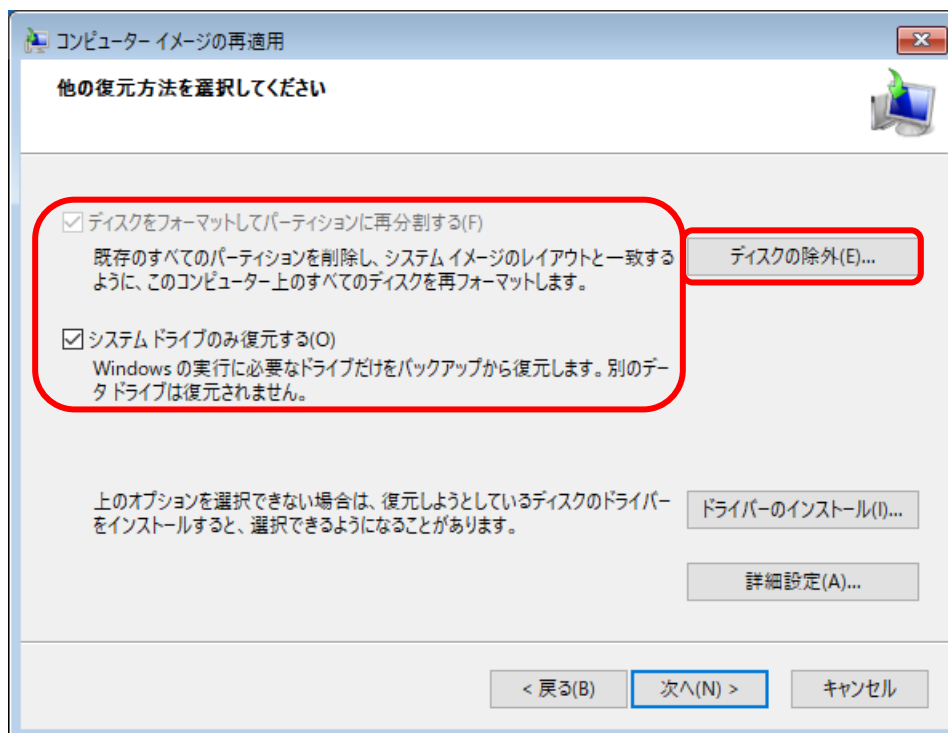 コンピューター イメージの再適用
他の復元方法を選択してください
ディスクをフォーマットしてパーティションに再分割する(F)
既存のすべてのパーティションを削除し、システム イメージのレイアウトと一致する
ように、このコンピューター上のすべてのディスクを再フォーマットします。
ディスクの除外(E)...
システム ドライブのみ復元する(O)
Windows の実行に必要なドライブだけをバックアップから復元します。別のデー
タ ドライブは復元されません。
上のオプションを選択できない場合は、復元しようとしているディスクのドライバー
をインストールすると、選択できるようになることがあります。
ドライバーのインストール(I)...
詳細設定(A)...
< 戻る(B)
次へ(N) >
キャンセル